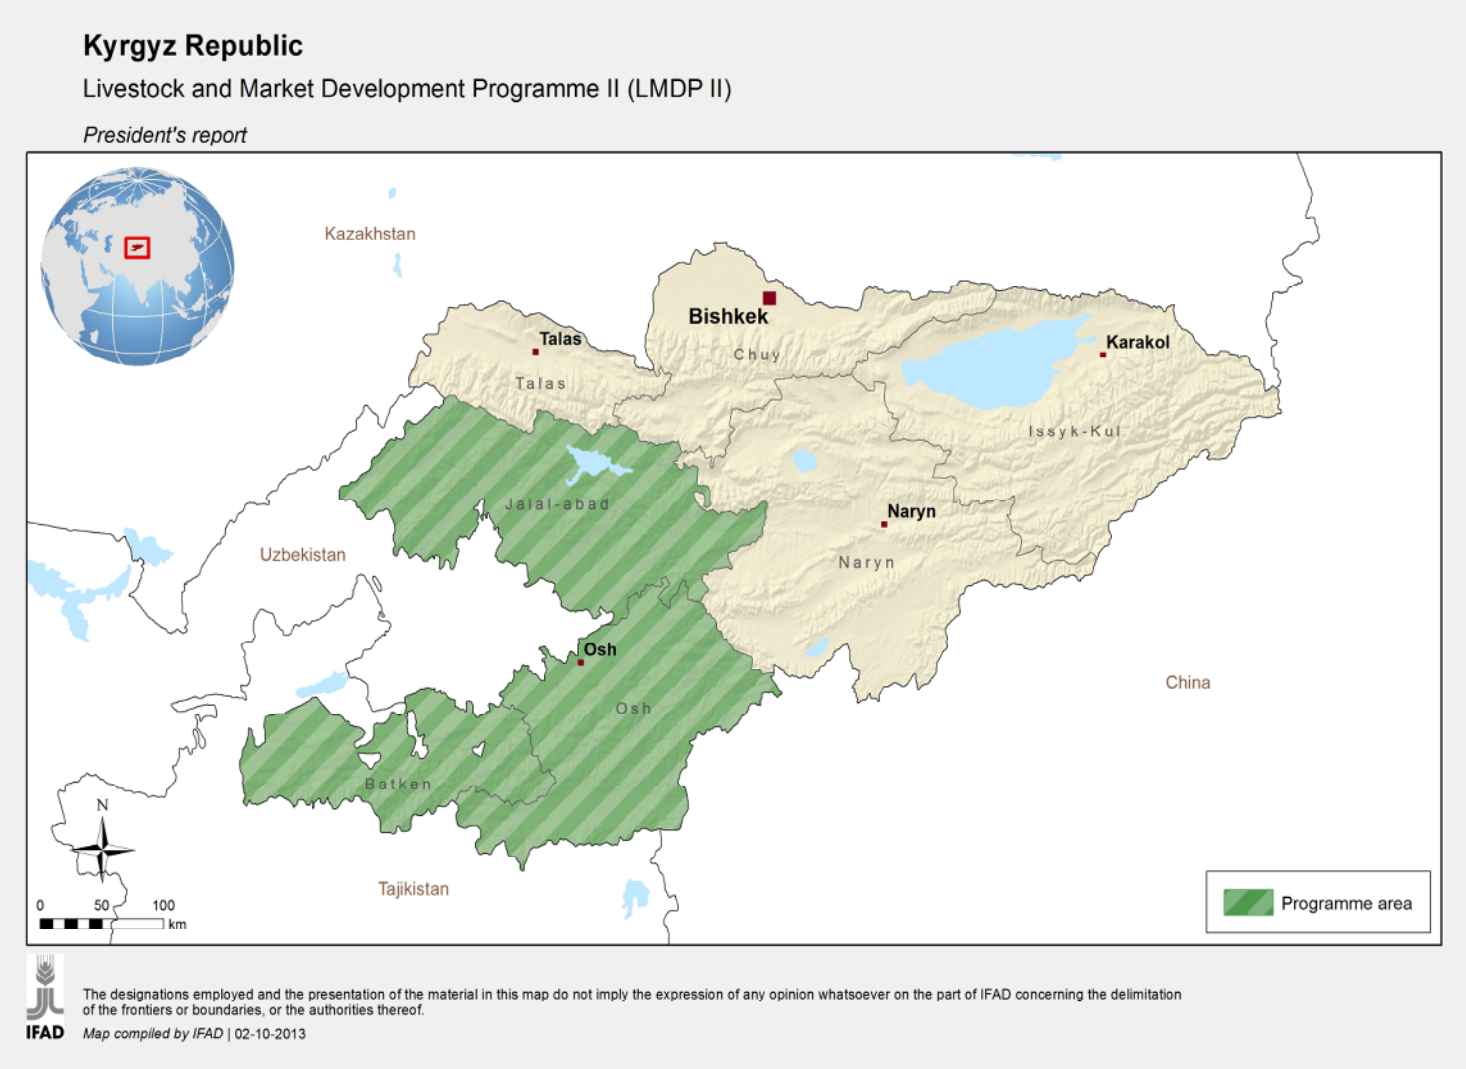 Kyrgyz Republic
Livestock and Market Development Programme II (LMDP II)
President's report
Kazakhstan
Bishkek
Talas
Karakol
Chuy
Talas
Issyk-Kul
Jalal-abad
Naryn
Uzbekistan
Naryn
Osh
China
Osh
Batken
N
Tajikistan
0 50 100
km
Programme area
The designations employed and the presentation of the material in this map do not imply the expression of any opinion whatsoever on the part of IFAD concerning the delimitation
of the frontiers or boundaries, or the authorities thereof.
IFAD
Map compiled by IFAD | 02-10-2013